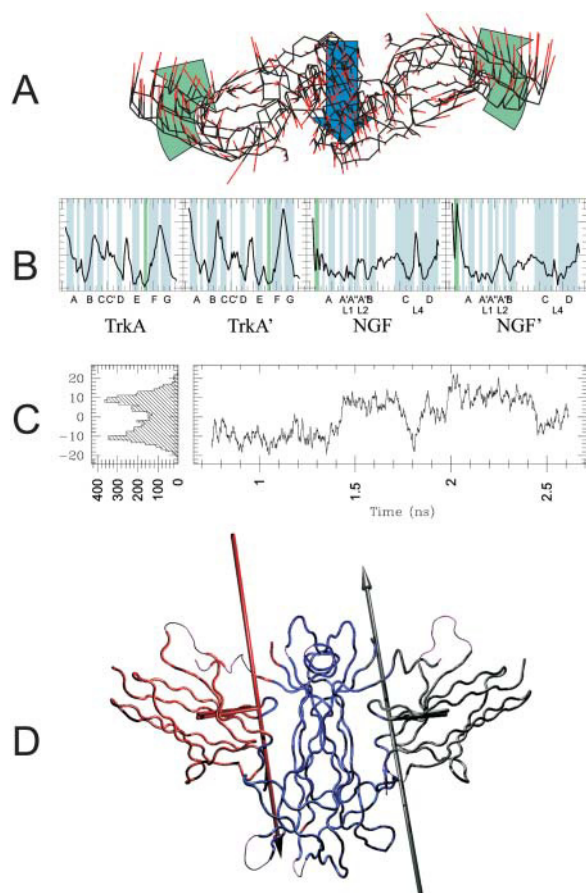 A
B
A B CC' D E F G
A B CC' D E F G
A A'A''A'''B C D
L1 L2 L4
A A'A''A'''B C D
L1 L2 L4
TrkA TrkA' NGF NGF'
C
20
10
0
-10
-20
400 300 200 100 0
1 1.5 2 2.5
Time (ns)
D